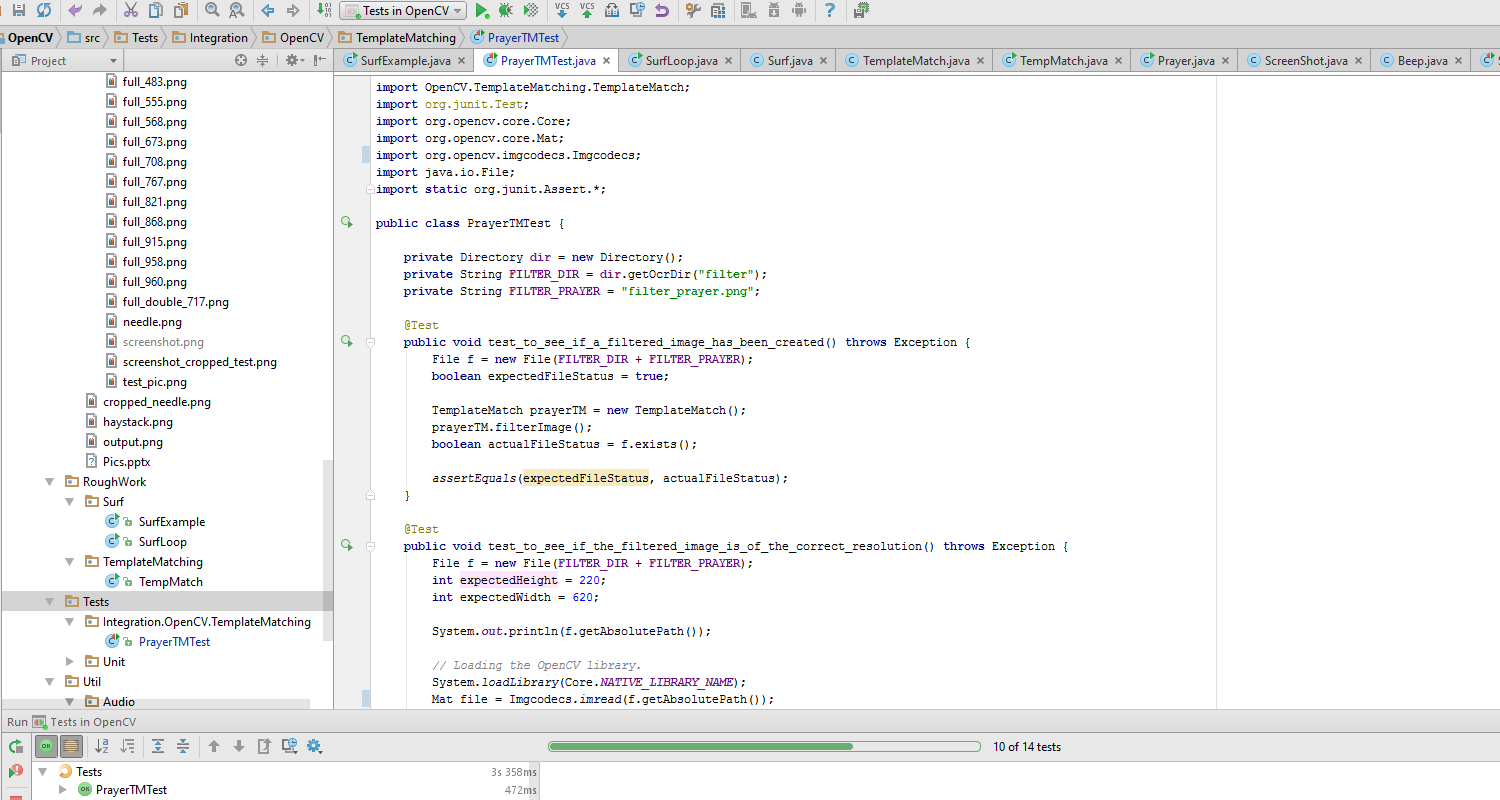 Tests in OpenCV
VCS VCS
OpenCV src Tests Integration OpenCV TemplateMatching PrayerTMTest
Project
SurfExample.java PrayerTMTest.java SurfLoop.java Surf.java TemplateMatch.java TempMatch.java Prayer.java ScreenShot.java Beep.java
full_483.png
full_555.png
full_568.png
full_673.png
full_708.png
full_767.png
full_821.png
full_868.png
full_915.png
full_958.png
full_960.png
full_double_717.png
needle.png
screenshot.png
screenshot_cropped_test.png
test_pic.png
cropped_needle.png
haystack.png
output.png
Pics.pptx
RoughWork
Surf
SurfExample
SurfLoop
TemplateMatching
TempMatch
Tests
Integration.OpenCV.TemplateMatching
PrayerTMTest
Unit
Util
Audio
import OpenCV.TemplateMatching.TemplateMatch;
import org.junit.Test;
import org.opencv.core.Core;
import org.opencv.core.Mat;
import org.opencv.imgcodecs.Imgcodecs;
import java.io.File;
import static org.junit.Assert.*;
public class PrayerTMTest {
private Directory dir = new Directory();
private String FILTER_DIR = dir.getOcrDir("filter");
private String FILTER_PRAYER = "filter_prayer.png";
@Test
public void test_to_see_if_a_filtered_image_has_been_created() throws Exception {
File f = new File(FILTER_DIR + FILTER_PRAYER);
boolean expectedFileStatus = true;
TemplateMatch prayerTM = new TemplateMatch();
prayerTM.filterImage();
boolean actualFileStatus = f.exists();
assertEquals(expectedFileStatus, actualFileStatus);
}
@Test
public void test_to_see_if_the_filtered_image_is_of_the_correct_resolution() throws Exception {
File f = new File(FILTER_DIR + FILTER_PRAYER);
int expectedHeight = 220;
int expectedWidth = 620;
System.out.println(f.getAbsolutePath());
// Loading the OpenCV library.
System.loadLibrary(Core.NATIVE_LIBRARY_NAME);
Mat file = Imgcodecs.imread(f.getAbsolutePath());
Run Tests in OpenCV
10 of 14 tests
Tests 3s 358ms
PrayerTMTest 472ms